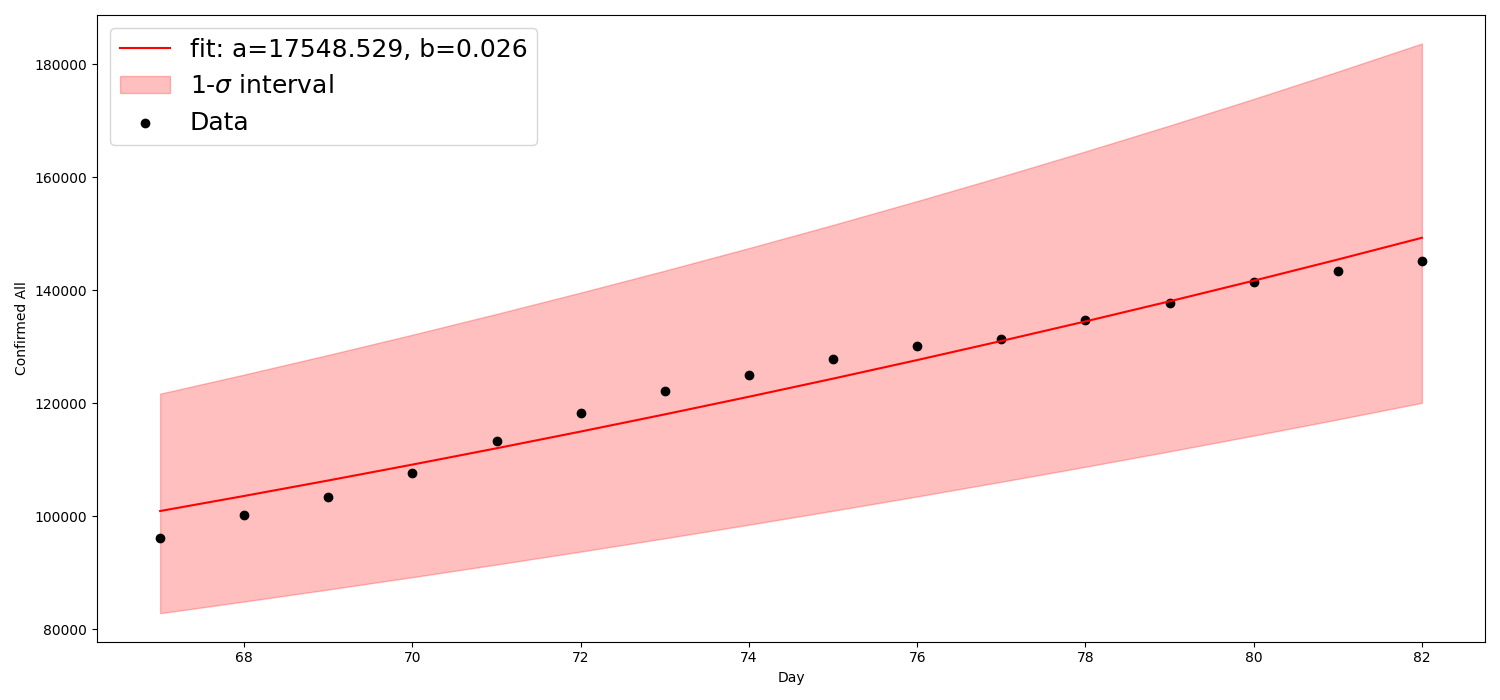 fit: a=17548.529, b=0.026
1-σ interval
Data
180000
160000
140000
120000
100000
80000
Confirmed All
68 70 72 74 76 78 80 82
Day